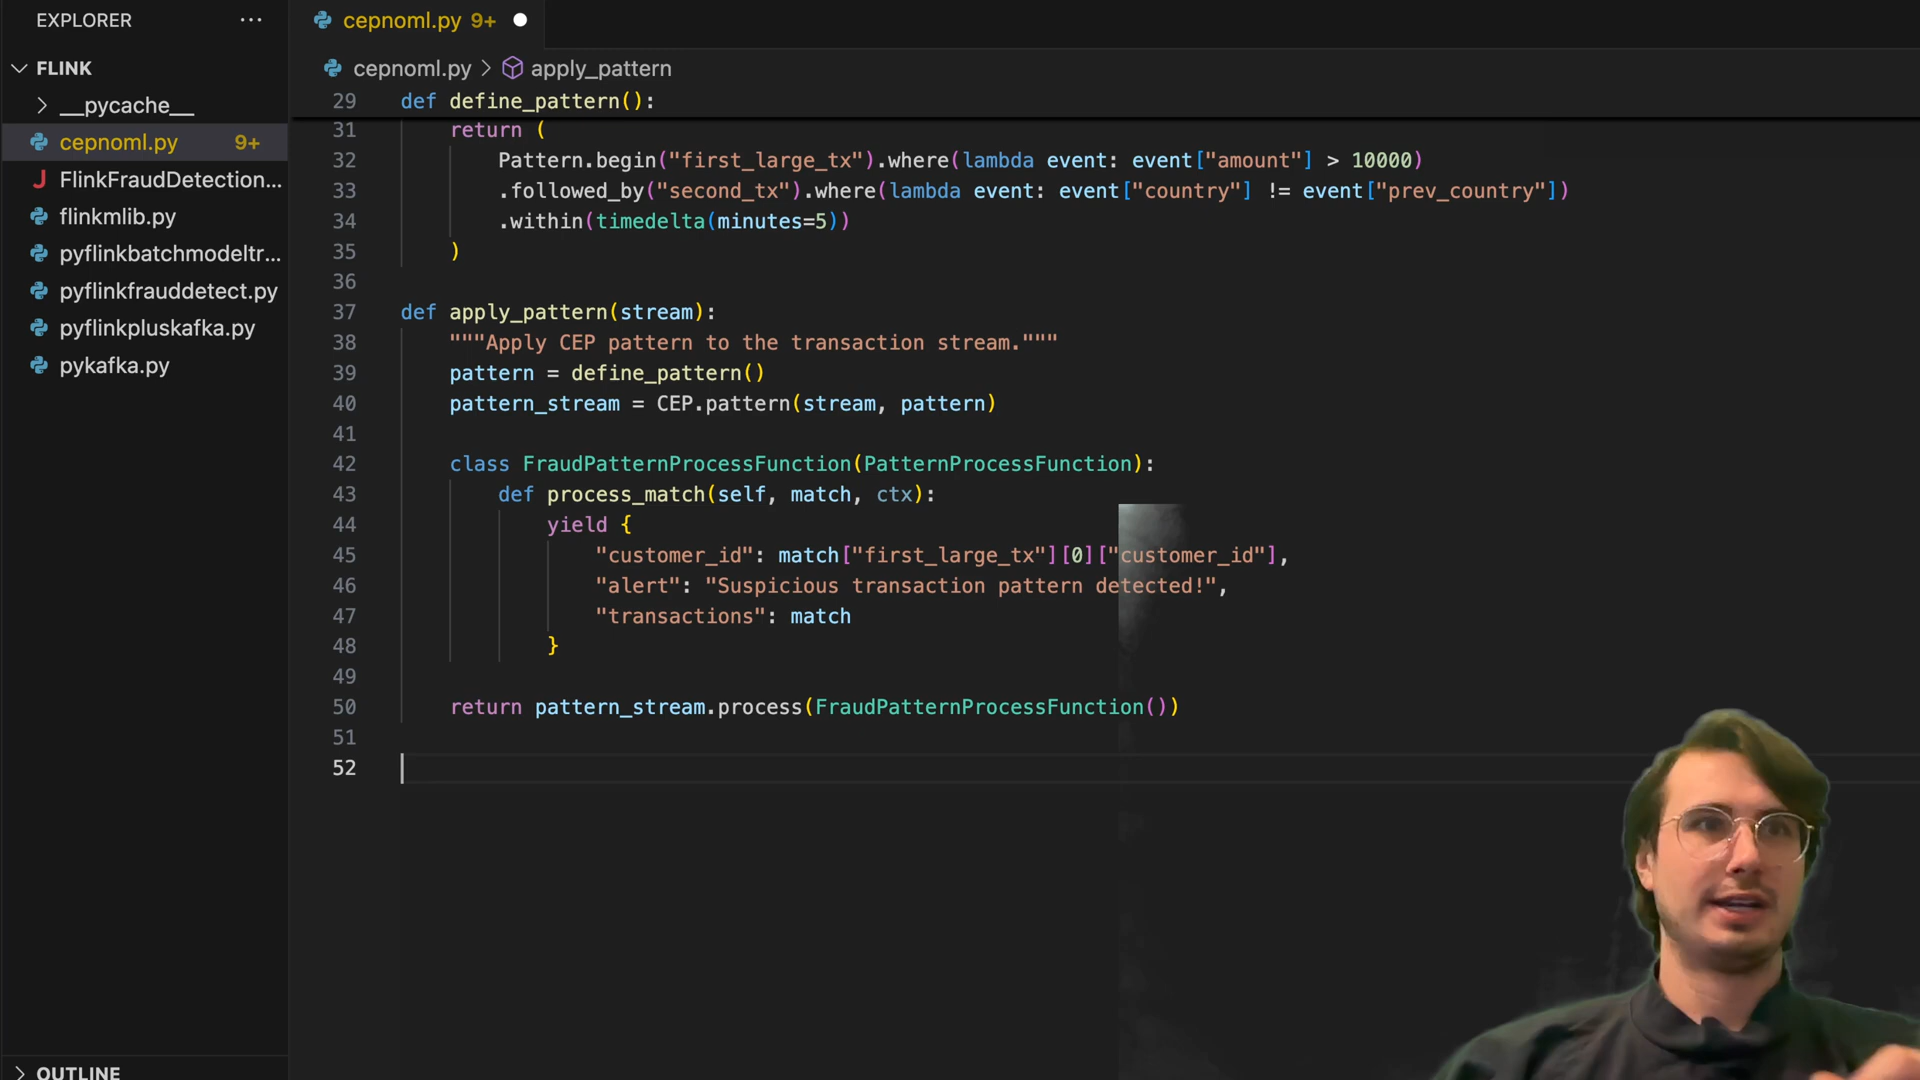 EXPLORER ...
FLINK
__pycache__
cepnoml.py 9+
FlinkFraudDetection...
flinkmlib.py
pyflinkbatchmodeltr...
pyflinkfrauddetect.py
pyflinkpluskafka.py
pykafka.py
OUTLINE
cepnoml.py 9+
cepnoml.py > apply_pattern
29 def define_pattern():
31 return (
32 Pattern.begin("first_large_tx").where(lambda event: event["amount"] > 10000)
33 .followed_by("second_tx").where(lambda event: event["country"] != event["prev_country"])
34 .within(timedelta(minutes=5))
35 )
36
37 def apply_pattern(stream):
38 """Apply CEP pattern to the transaction stream."""
39 pattern = define_pattern()
40 pattern_stream = CEP.pattern(stream, pattern)
41
42 class FraudPatternProcessFunction(PatternProcessFunction):
43 def process_match(self, match, ctx):
44 yield {
45 "customer_id": match["first_large_tx"][0]["customer_id"],
46 "alert": "Suspicious transaction pattern detected!",
47 "transactions": match
48 }
49
50 return pattern_stream.process(FraudPatternProcessFunction())
51
52